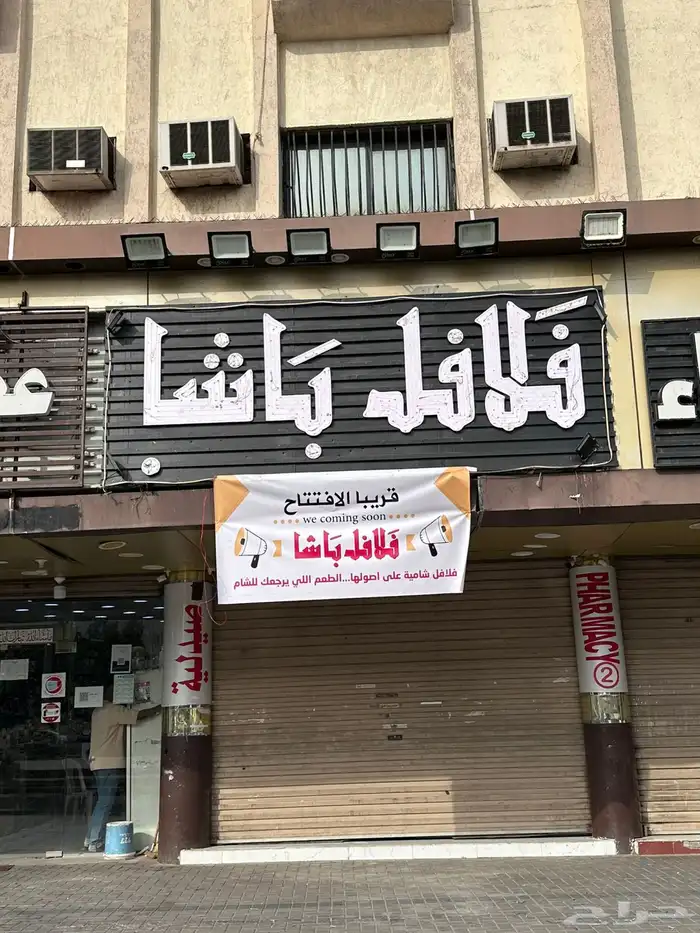 فلافل باشا
قريبا الافتتاح
we coming soon
فلافل باشا
فلافل شامية على اصولها...الطعم اللي يرجعك للشام
صيدلية
PHARMACY 2
حراج